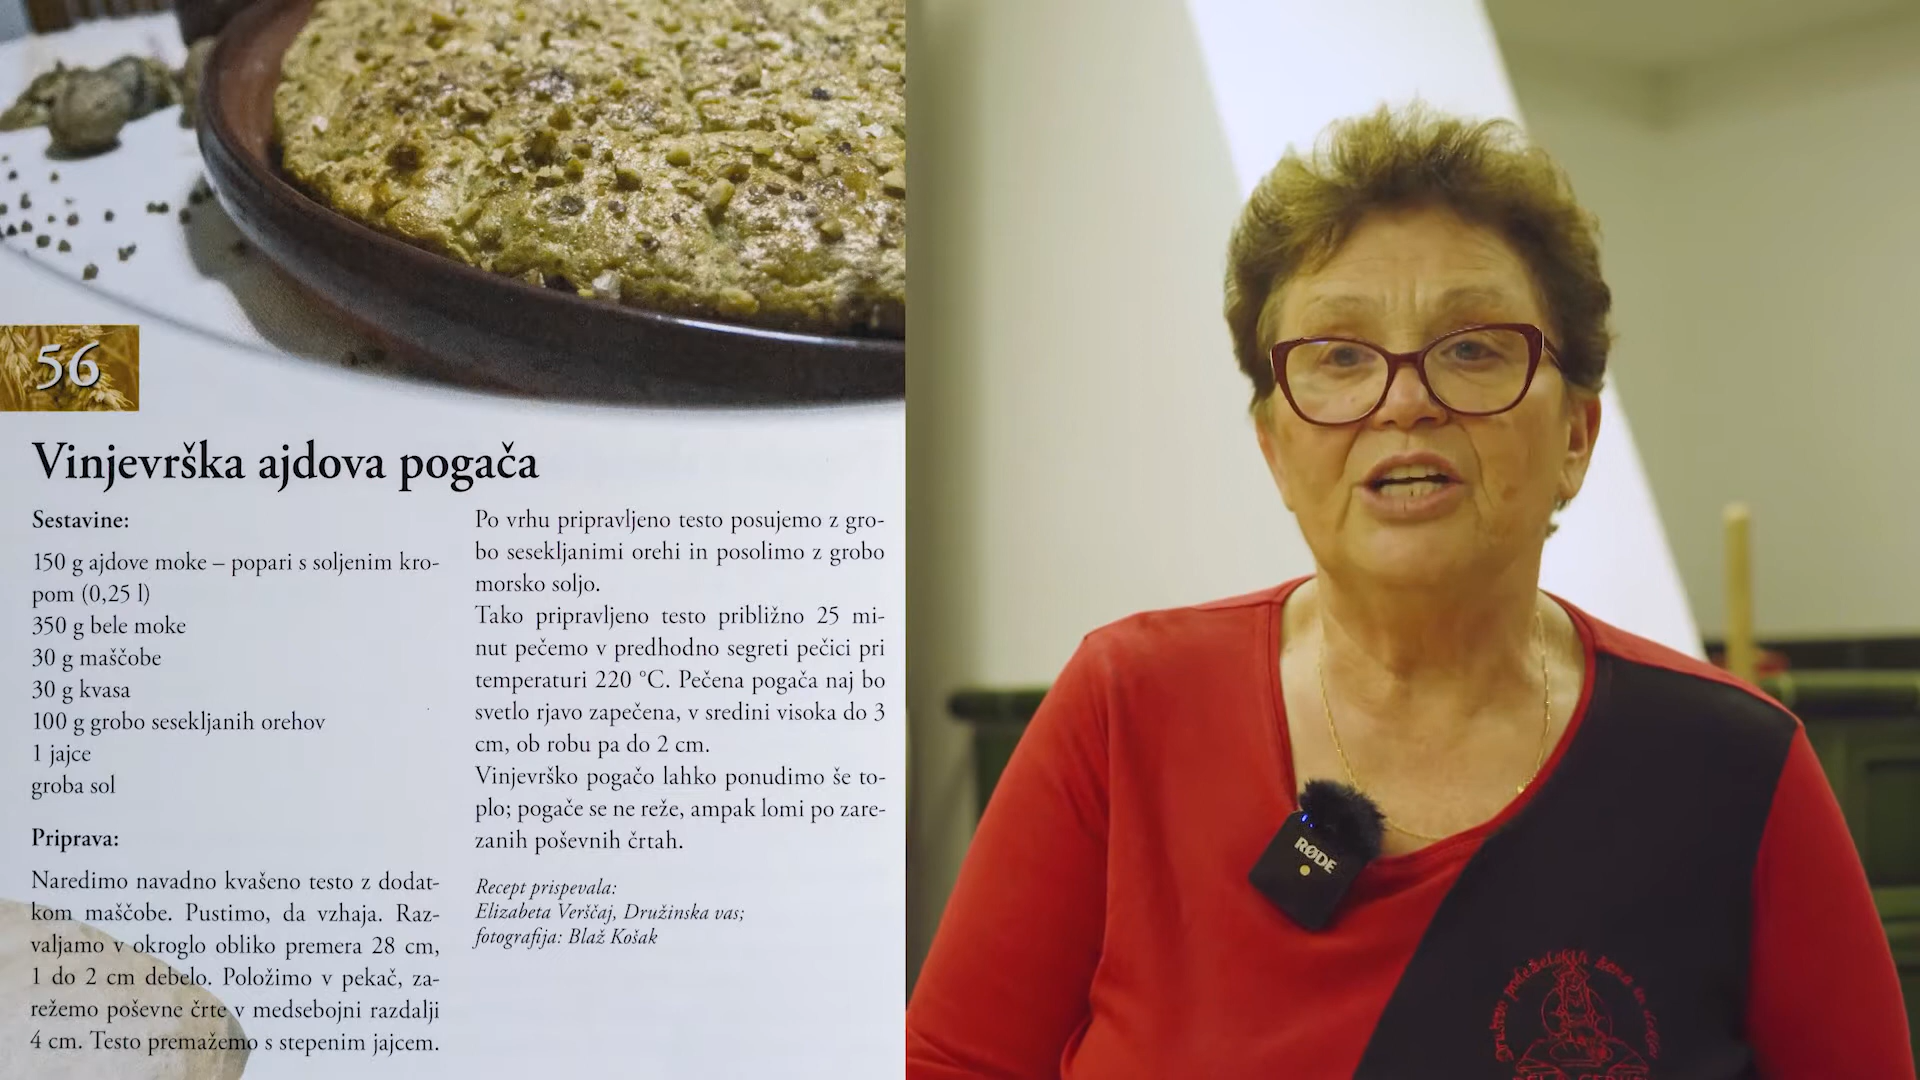 56
Vinjevrška ajdova pogača
Sestavine:
150 g ajdove moke – popari s soljenim kro-
pom (0,25 l)
350 g bele moke
30 g maščobe
30 g kvasa
100 g grobo sesekljanih orehov
1 jajce
groba sol
Priprava:
Naredimo navadno kvašeno testo z dodat-
kom maščobe. Pustimo, da vzhaja. Raz-
valjamo v okroglo obliko premera 28 cm,
1 do 2 cm debelo. Položimo v pekač, za-
režemo poševne črte v medsebojni razdalji
4 cm. Testo premažemo s stepenim jajcem.
Po vrhu pripravljeno testo posujemo z gro-
bo sesekljanimi orehi in posolimo z grobo
morsko soljo.
Tako pripravljeno testo približno 25 mi-
nut pečemo v predhodno segreti pečici pri
temperaturi 220 °C. Pečena pogača naj bo
svetlo rjavo zapečena, v sredini visoka do 3
cm, ob robu pa do 2 cm.
Vinjevrško pogačo lahko ponudimo še to-
plo; pogače se ne reže, ampak lomi po zare-
zanih poševnih črtah.
Recept prispevala:
Elizabeta Verščaj, Družinska vas;
fotografija: Blaž Košak
RØDE
Društvo podeželskih žena in deklet